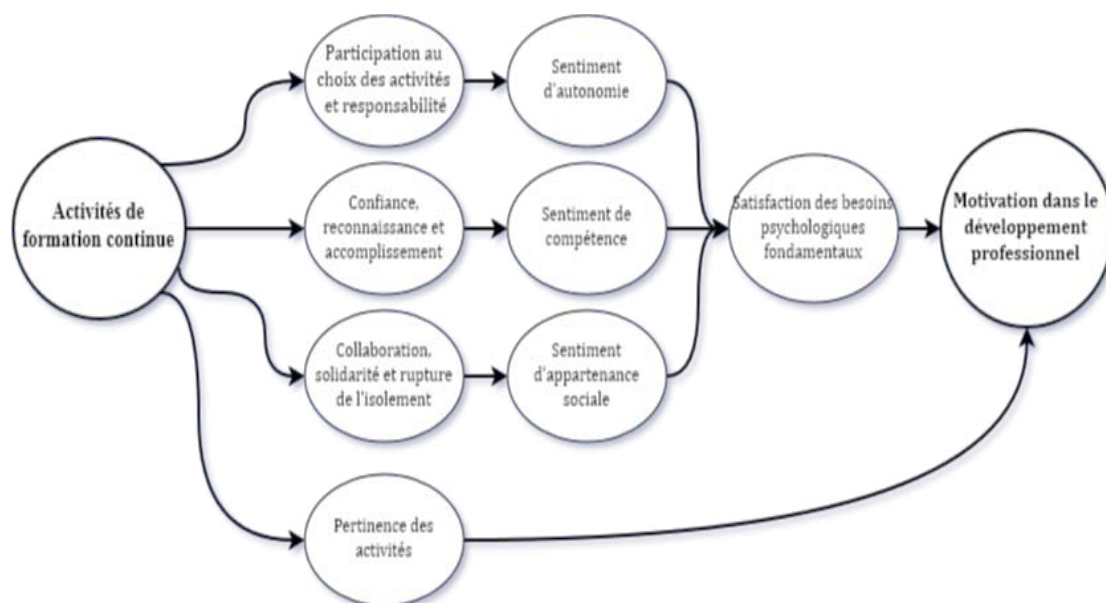 Participation au
choix des activités
et responsabilité
Sentiment
d'autonomie
Activités de
formation continue
Confiance,
reconnaissance et
accomplissement
Sentiment de
compétence
Satisfaction des besoins
psychologiques
fondamentaux
Motivation dans le
développement
professionnel
Collaboration,
solidarité et rupture
de l'isolement
Sentiment
d'appartenance
sociale
Pertinence des
activités